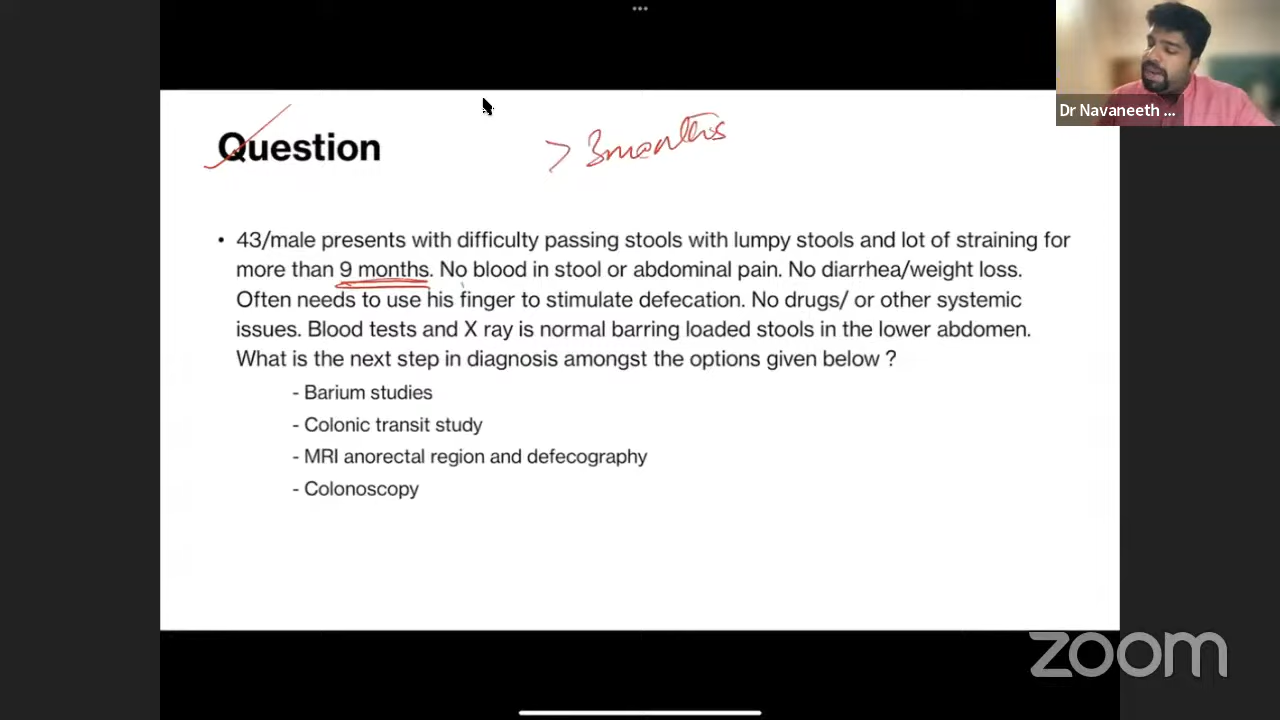 Dr Navaneeth ...
Question
> 3months
• 43/male presents with difficulty passing stools with lumpy stools and lot of straining for
more than 9 months. No blood in stool or abdominal pain. No diarrhea/weight loss.
Often needs to use his finger to stimulate defecation. No drugs/ or other systemic
issues. Blood tests and X ray is normal barring loaded stools in the lower abdomen.
What is the next step in diagnosis amongst the options given below ?
- Barium studies
- Colonic transit study
- MRI anorectal region and defecography
- Colonoscopy
zoom